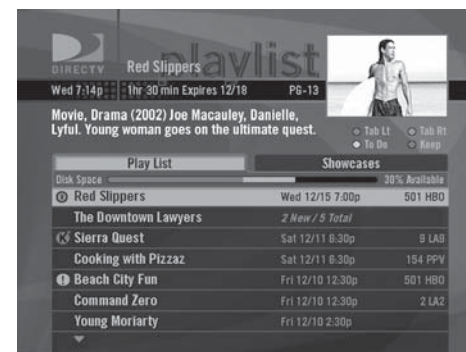 playlist
DIRECTV
Red Slippers
Wed 7:14p 1hr 30 min Expires 12/18 PG-13
Movie, Drama (2002) Joe Macauley, Danielle,
Lyful. Young woman goes on the ultimate quest.
Tab Lt Tab Rt
To Do Keep
Play List Showcases
Disk Space 30% Available
Red Slippers Wed 12/15 7:00p 501 HBO
The Downtown Lawyers 2 New / 5 Total
Sierra Quest Sat 12/11 8:30p 9 LA9
Cooking with Pizzaz Sat 12/11 8:30p 154 PPV
Beach City Fun Fri 12/10 12:30p 501 HBO
Command Zero Fri 12/10 12:30p 2 LA2
Young Moriarty Fri 12/10 2:30p